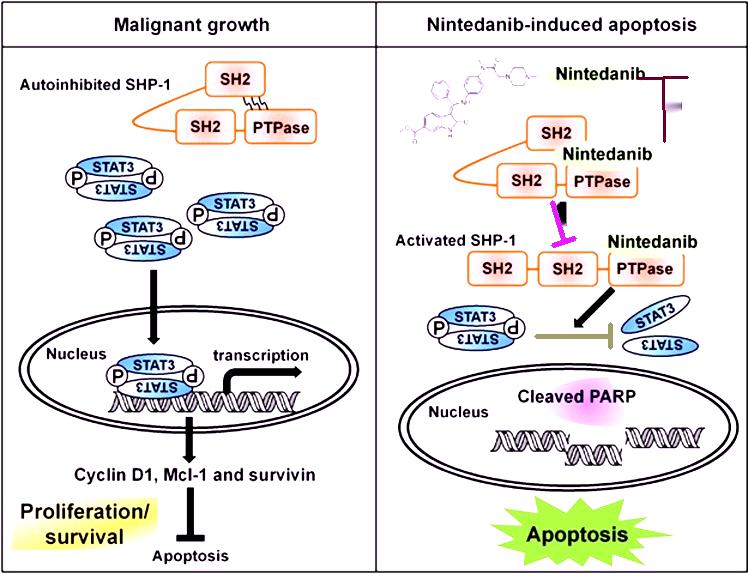 Malignant growth
Autoinhibited SHP-1
SH2
SH2
PTPase
P
STAT3
STAT3
P
P
STAT3
STAT3
P
P
STAT3
STAT3
P
Nucleus
P
STAT3
STAT3
P
transcription
Cyclin D1, Mcl-1 and survivin
Proliferation/
survival
Apoptosis
Nintedanib-induced apoptosis
Nintedanib
SH2
Nintedanib
SH2
PTPase
Activated SHP-1
Nintedanib
SH2
SH2
PTPase
P
STAT3
STAT3
P
STAT3
STAT3
Nucleus
Cleaved PARP
Apoptosis